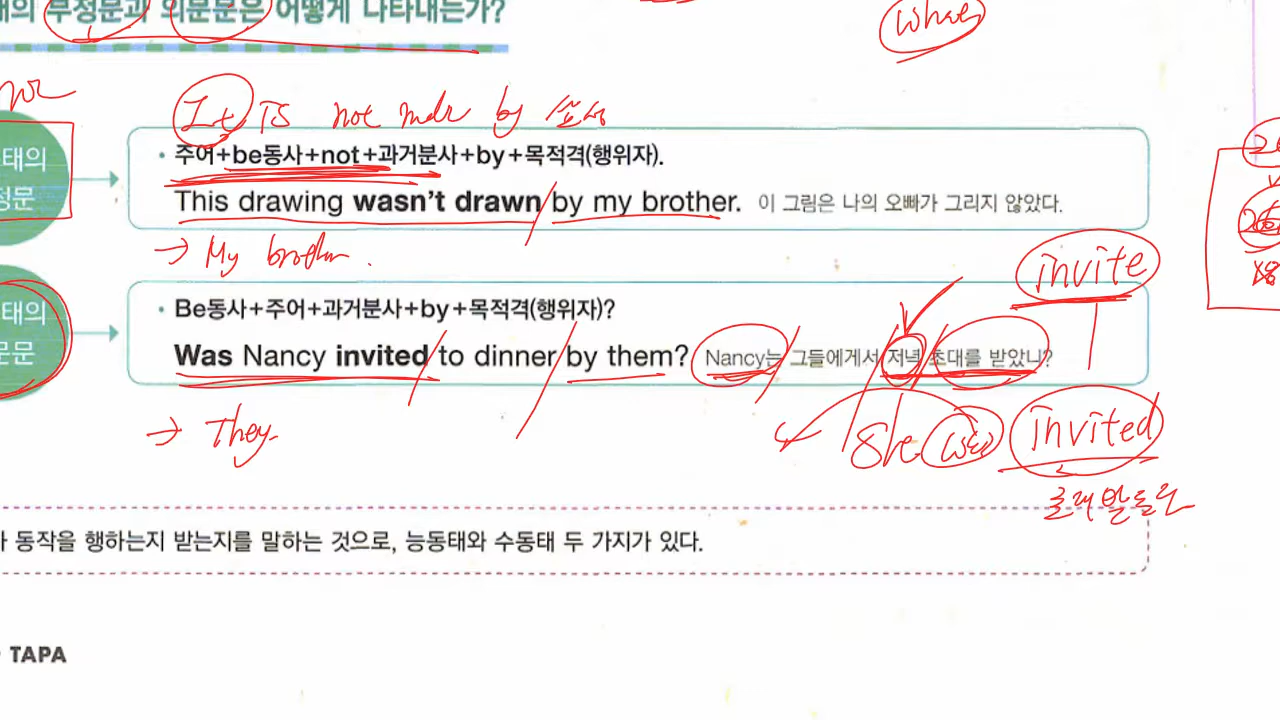 부정문과 의문문은 어떻게 나타내는가?
It is not made by 삼성
태의
주어+be동사+not+과거분사+by+목적격(행위자).
This drawing wasn't drawn by my brother. 이 그림은 나의 오빠가 그리지 않았다.
→ My brother.
invite
태의
Be동사+주어+과거분사+by+목적격(행위자)?
Was Nancy invited to dinner by them? Nancy는 그들에게서 저녁 초대를 받았니?
→ They
She was invited
동작을 행하는지 받는지를 말하는 것으로, 능동태와 수동태 두 가지가 있다.
TAPA